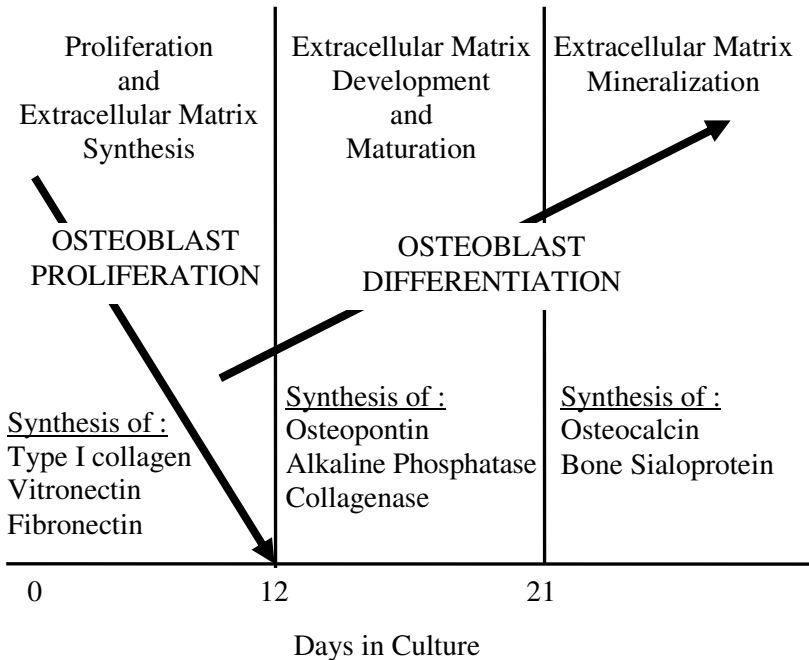 Proliferation
and
Extracellular Matrix
Synthesis
Extracellular Matrix
Development
and
Maturation
Extracellular Matrix
Mineralization
OSTEOBLAST
PROLIFERATION
OSTEOBLAST
DIFFERENTIATION
Synthesis of :
Type I collagen
Vitronectin
Fibronectin
Synthesis of :
Osteopontin
Alkaline Phosphatase
Collagenase
Synthesis of :
Osteocalcin
Bone Sialoprotein
0
12
21
Days in Culture